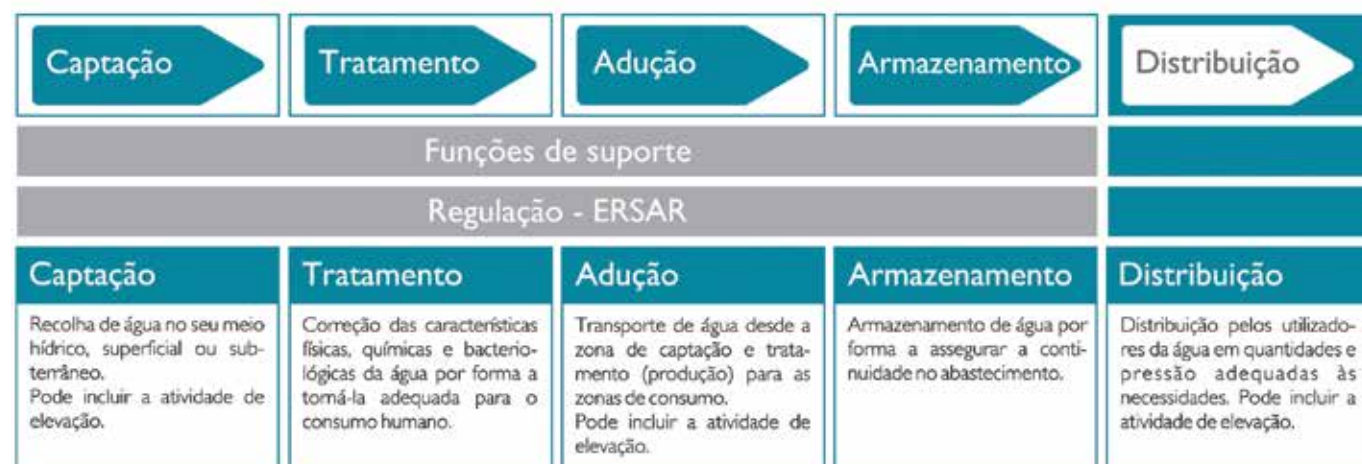 Captação
Tratamento
Adução
Armazenamento
Distribuição
Funções de suporte
Regulação - ERSAR
Captação
Recolha de água no seu meio
hídrico, superficial ou sub-
terrâneo.
Pode incluir a atividade de
elevação.
Tratamento
Correção das características
físicas, químicas e bacterio-
lógicas da água por forma a
torná-la adequada para o
consumo humano.
Adução
Transporte de água desde a
zona de captação e trata-
mento (produção) para as
zonas de consumo.
Pode incluir a atividade de
elevação.
Armazenamento
Armazenamento de água por
forma a assegurar a conti-
nuidade no abastecimento.
Distribuição
Distribuição pelos utilizado-
res da água em quantidades e
pressão adequadas às
necessidades. Pode incluir a
atividade de elevação.